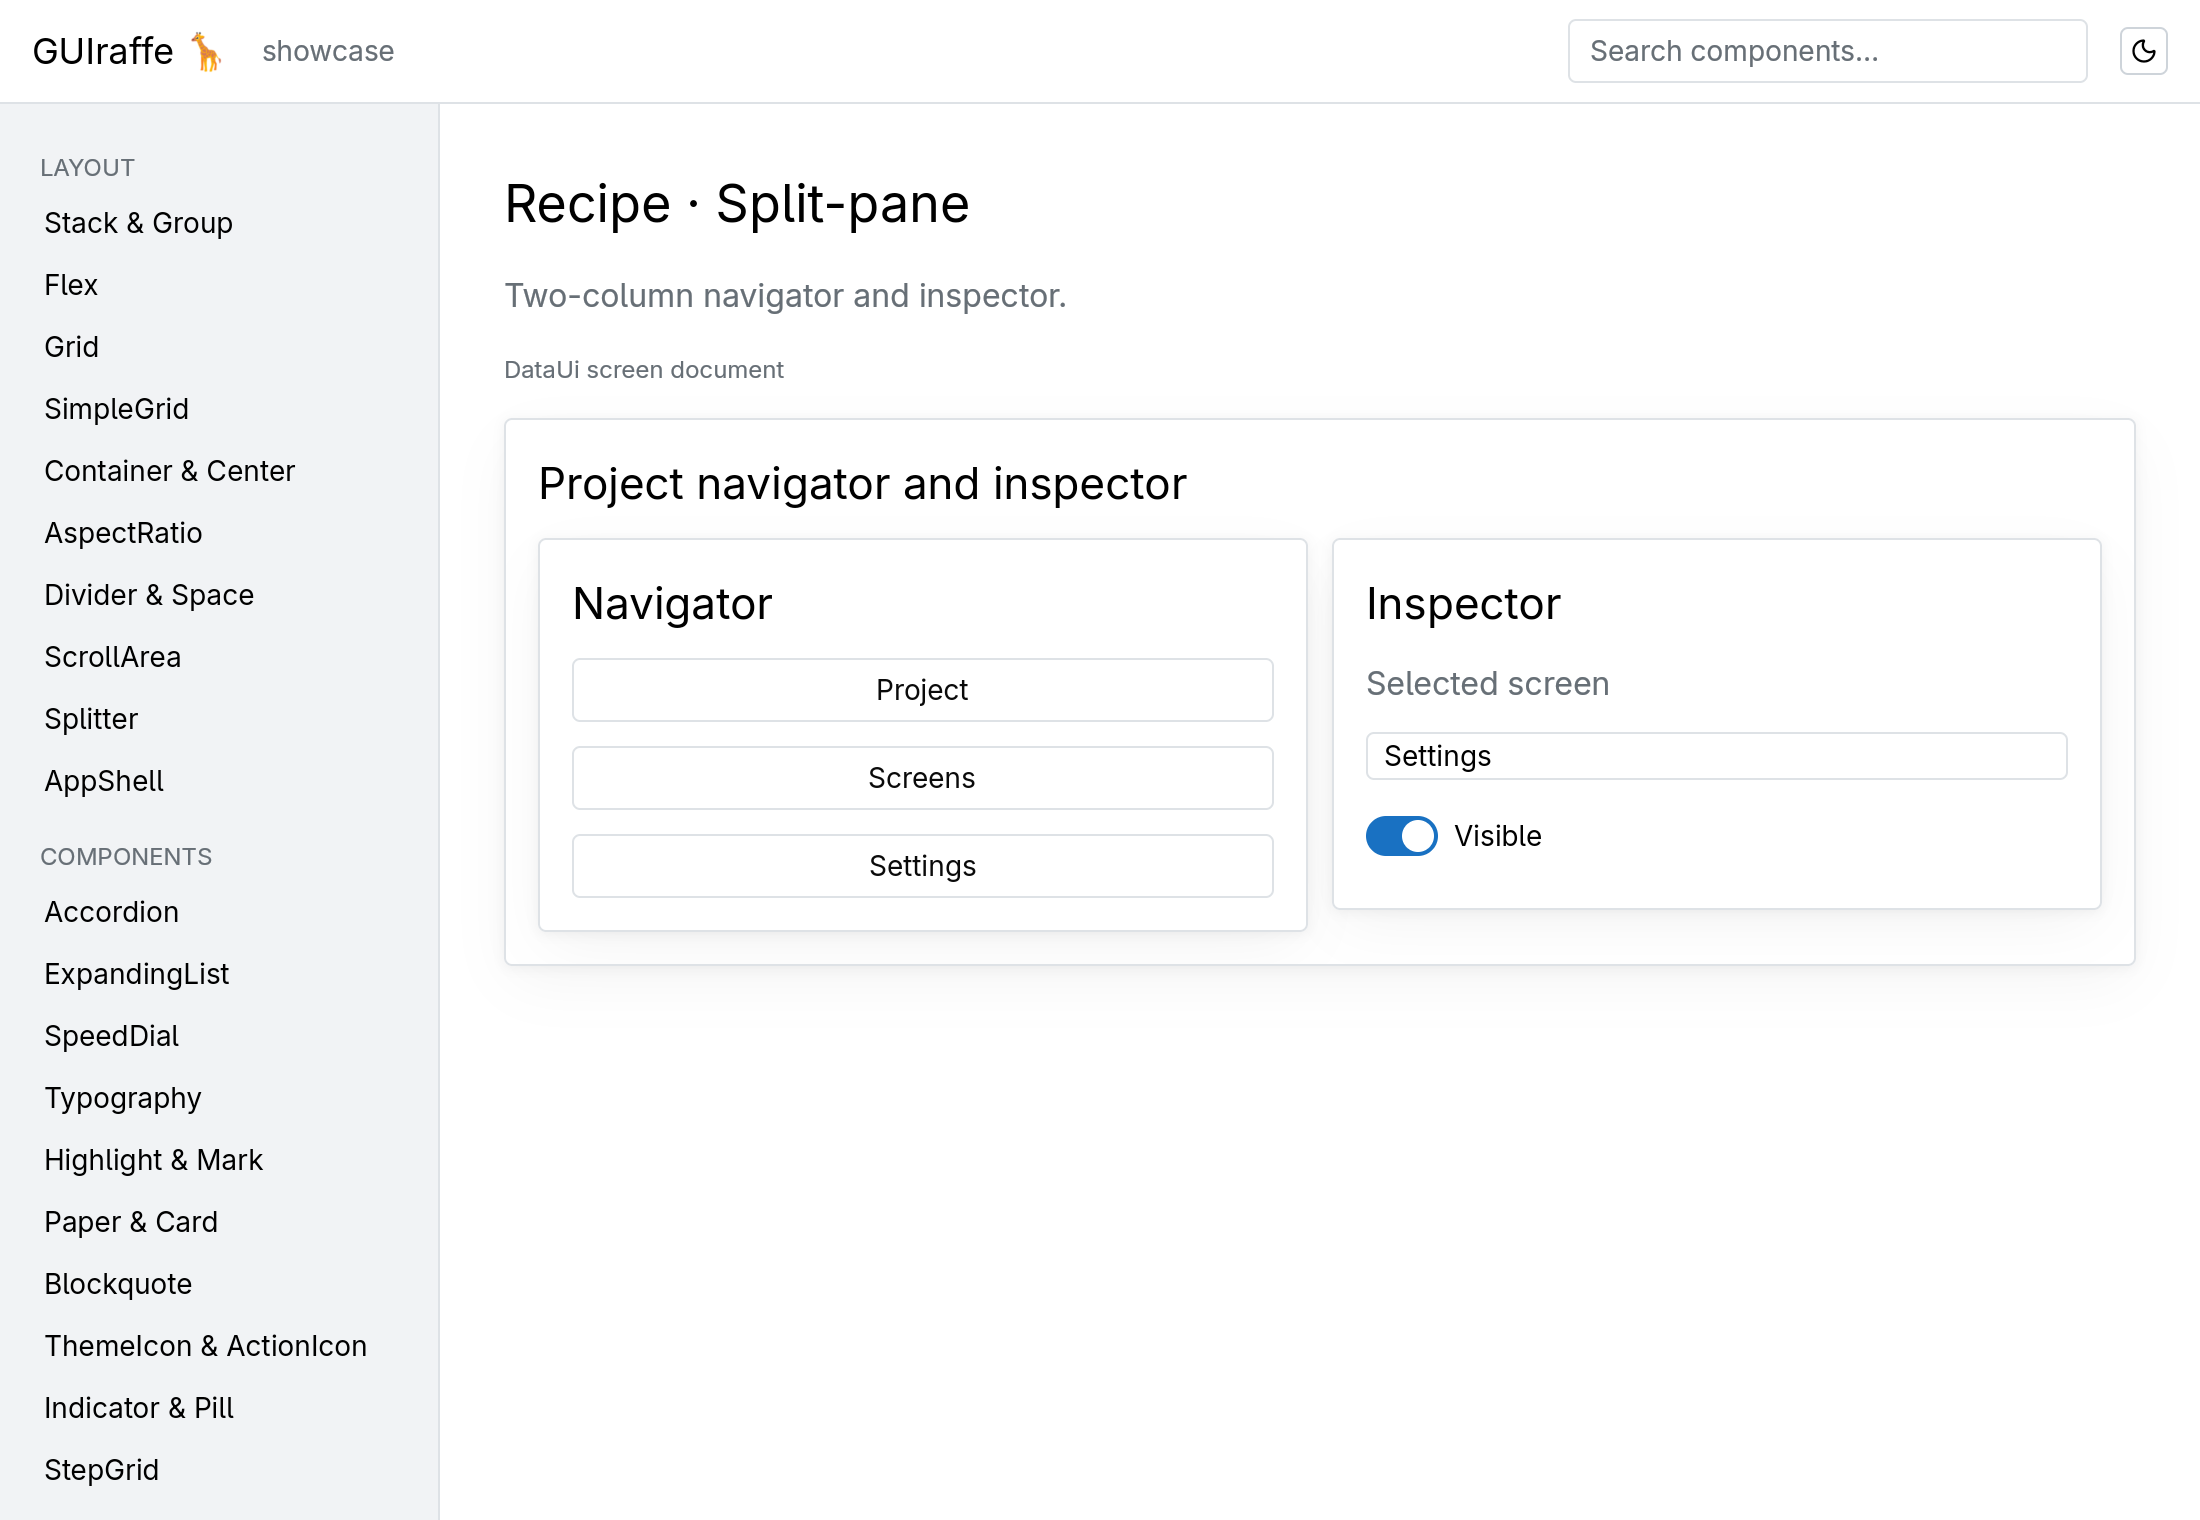 GUIraffe 🦒 showcase
Search components...
LAYOUT
Stack & Group
Flex
Grid
SimpleGrid
Container & Center
AspectRatio
Divider & Space
ScrollArea
Splitter
AppShell
COMPONENTS
Accordion
ExpandingList
SpeedDial
Typography
Highlight & Mark
Paper & Card
Blockquote
ThemeIcon & ActionIcon
Indicator & Pill
StepGrid
Recipe · Split-pane
Two-column navigator and inspector.
DataUi screen document
Project navigator and inspector
Navigator
Project
Screens
Settings
Inspector
Selected screen
Settings
Visible